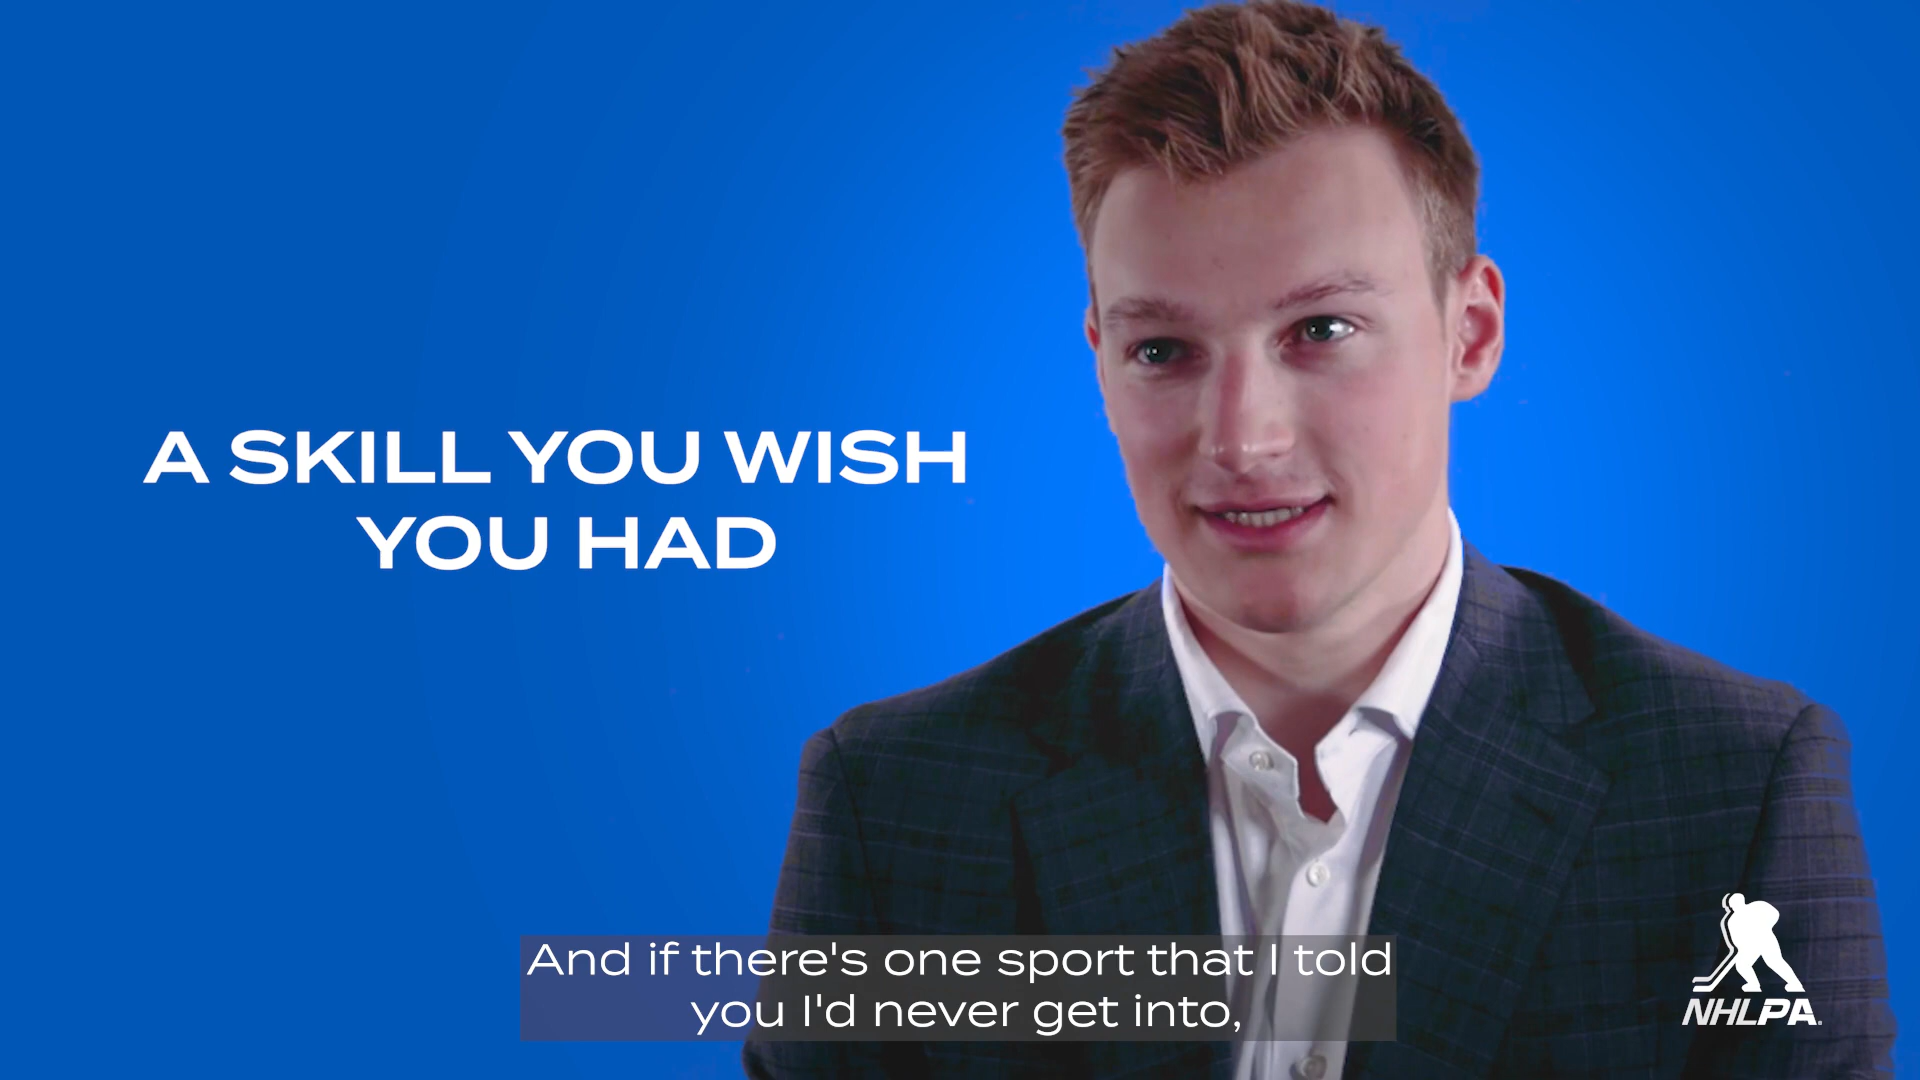 A SKILL YOU WISH
YOU HAD
And if there's one sport that I told
you I'd never get into,
NHLPA.